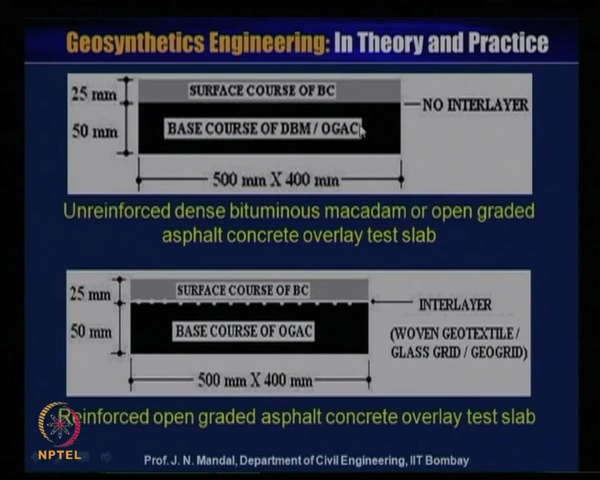 Geosynthetics Engineering: In Theory and Practice
25 mm
SURFACE COURSE OF BC
NO INTERLAYER
50 mm
BASE COURSE OF DBM / OGAC
500 mm X 400 mm
Unreinforced dense bituminous macadam or open graded
asphalt concrete overlay test slab
25 mm
SURFACE COURSE OF BC
INTERLAYER
50 mm
BASE COURSE OF OGAC
(WOVEN GEOTEXTILE /
GLASS GRID / GEOGRID)
500 mm X 400 mm
Reinforced open graded asphalt concrete overlay test slab
NPTEL
Prof. J. N. Mandal, Department of Civil Engineering, IIT Bombay